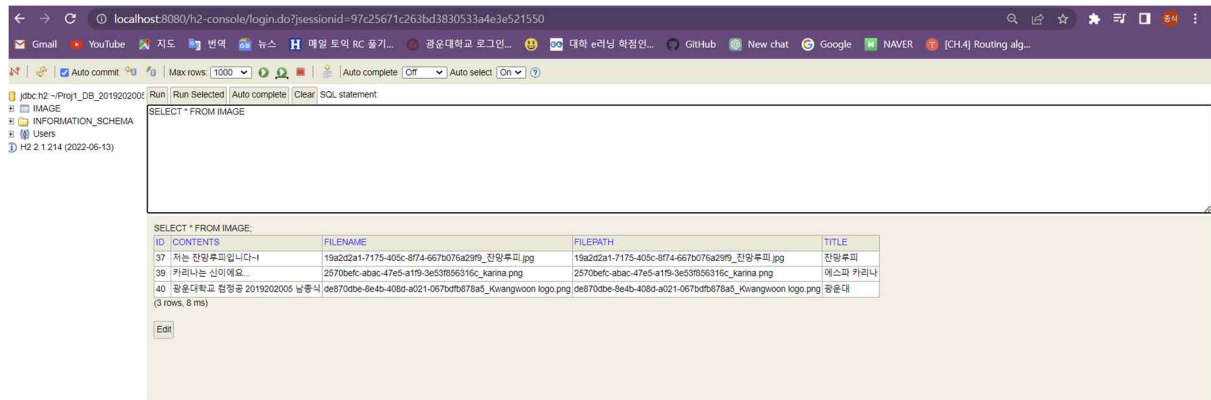 localhost:8080/h2-console/login.do?jsessionid=97c25671c263bd3830533a4e3e521550
종식
Gmail YouTube 지도 번역 뉴스 매일 토익 RC 풀기... 광운대학교 로그인... 대학 e러닝 학점인... GitHub New chat Google NAVER [CH.4] Routing alg...
Auto commit Max rows: 1000 Auto complete Off Auto select On
jdbc:h2:~/Proj1_DB_2019202005 Run Run Selected Auto complete Clear SQL statement:
IMAGE
INFORMATION_SCHEMA
Users
H2 2.1.214 (2022-06-13)
SELECT * FROM IMAGE
SELECT * FROM IMAGE;
ID CONTENTS FILENAME FILEPATH TITLE
37 저는 잔망루피입니다~! 19a2d2a1-7175-405c-8f74-667b076a29f9_잔망루피.jpg 19a2d2a1-7175-405c-8f74-667b076a29f9_잔망루피.jpg 잔망루피
39 카리나는 신이에요... 2570befc-abac-47e5-a1f9-3e53f856316c_karina.png 2570befc-abac-47e5-a1f9-3e53f856316c_karina.png 에스파 카리나
40 광운대학교 컴정공 2019202005 남종식 de870dbe-8e4b-408d-a021-067bdfb878a5_Kwangwoon logo.png de870dbe-8e4b-408d-a021-067bdfb878a5_Kwangwoon logo.png 광운대
(3 rows, 8 ms)
Edit